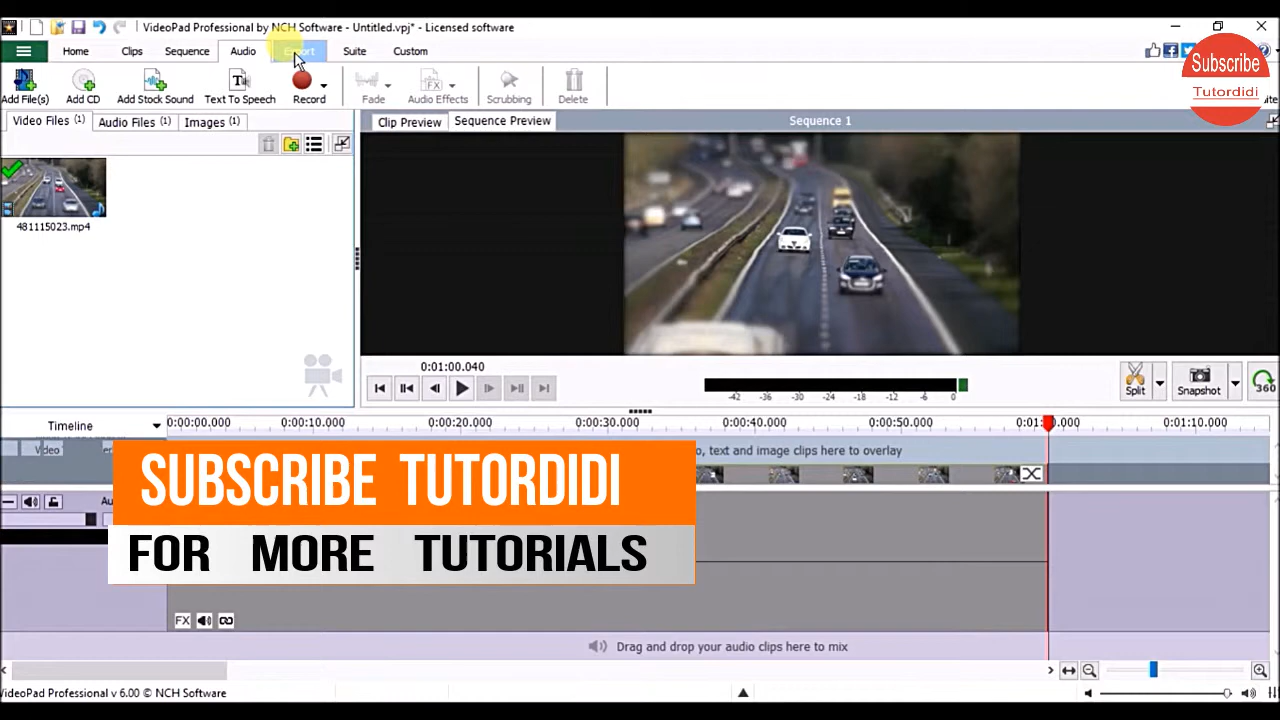 VideoPad Professional by NCH Software - Untitled.vpj* - Licensed software
Home Clips Sequence Audio Export Suite Custom
Subscribe
Tutordidi
Add File(s) Add CD Add Stock Sound Text To Speech Record Fade Audio Effects Scrubbing Delete
Video Files (1) Audio Files (1) Images (1)
Clip Preview Sequence Preview Sequence 1
481115023.mp4
0:01:00.040
-42 -36 -30 -24 -18 -12 -6 0
Split Snapshot 360
Timeline 0:00:00.000 0:00:10.000 0:00:20.000 0:00:30.000 0:00:40.000 0:00:50.000 0:01:10.000
, text and image clips here to overlay
SUBSCRIBE TUTORDIDI
FOR MORE TUTORIALS
FX
Drag and drop your audio clips here to mix
VideoPad Professional v 6.00 © NCH Software